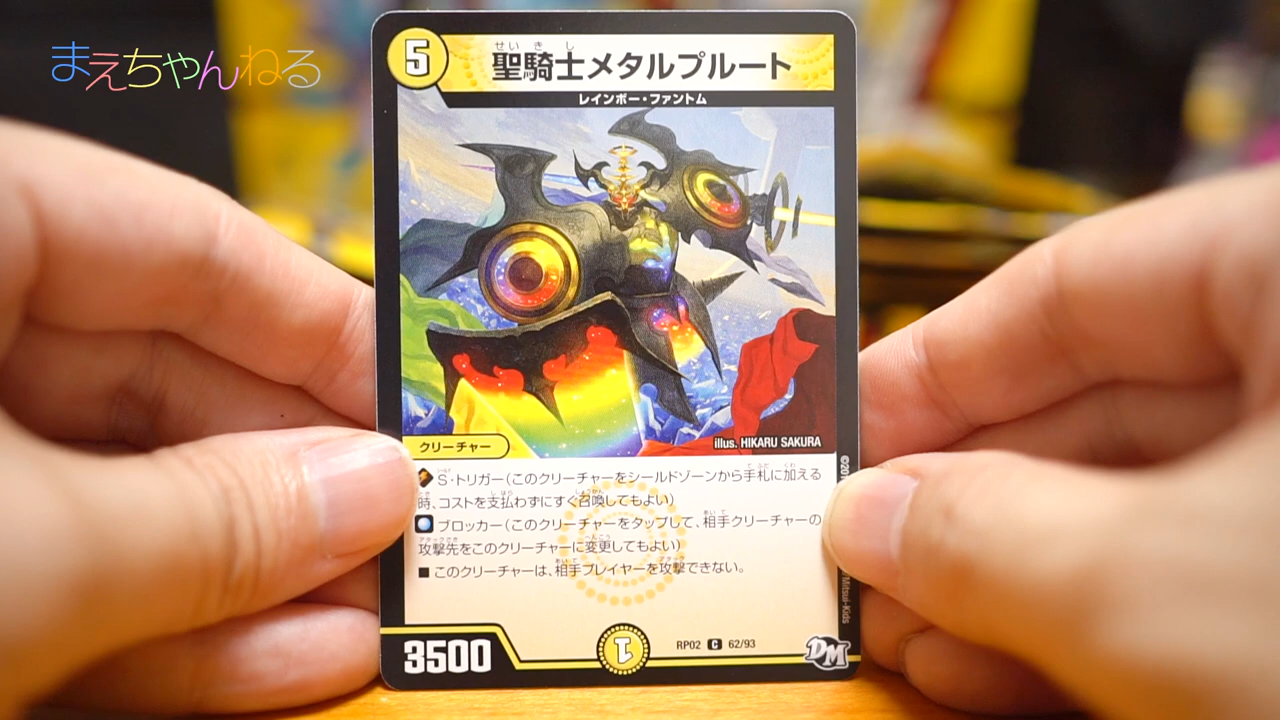 まえちゃんねる
5
せいきし
聖騎士メタルプルート
レインボー・ファントム
クリーチャー
illus. HIKARU SAKURA
S・トリガー(このクリーチャーをシールドゾーンから手札に加える
時、コストを支払わずにすぐ召喚してもよい)
ブロッカー(このクリーチャーをタップして、相手クリーチャーの
攻撃先をこのクリーチャーに変更してもよい)
■ このクリーチャーは、相手プレイヤーを攻撃できない。
3500
1
RP02 C 62/93
DM
Mitsui-Kids